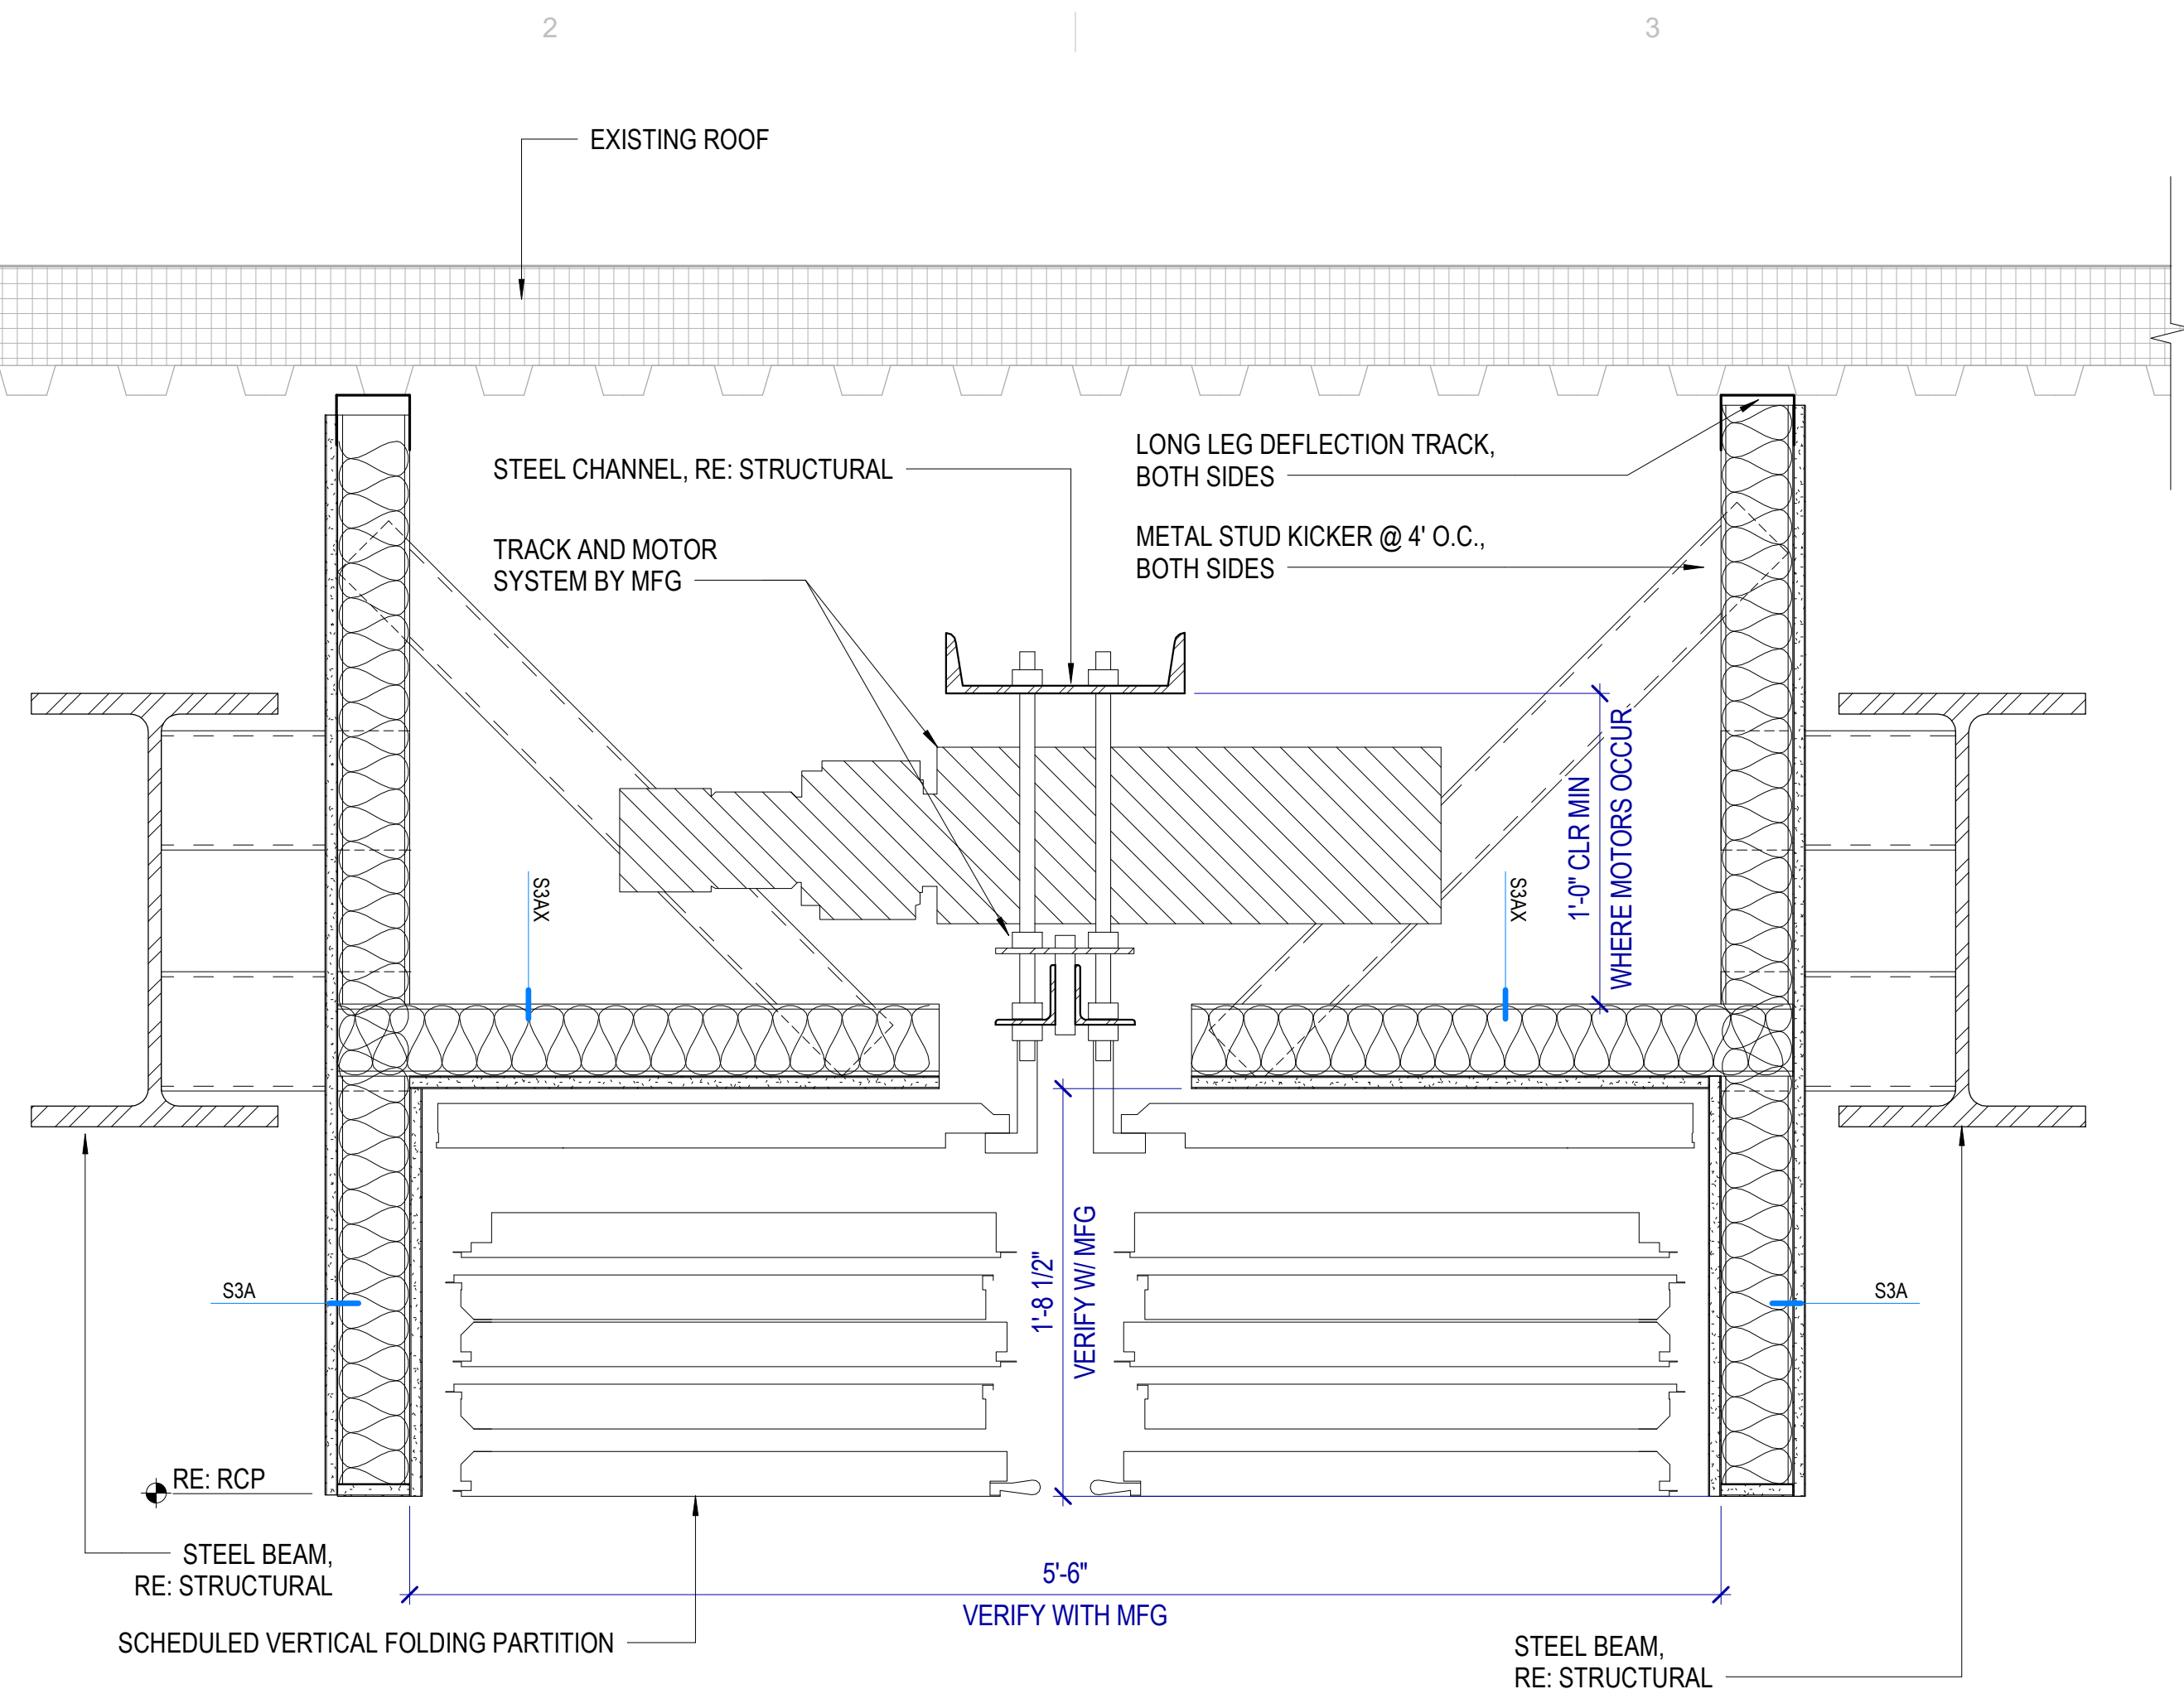 2
3
EXISTING ROOF
STEEL CHANNEL, RE: STRUCTURAL
LONG LEG DEFLECTION TRACK,
BOTH SIDES
TRACK AND MOTOR
SYSTEM BY MFG
METAL STUD KICKER @ 4' O.C.,
BOTH SIDES
1'-0" CLR MIN
WHERE MOTORS OCCUR
S3AX
S3AX
1'-8 1/2"
VERIFY W/ MFG
S3A
S3A
RE: RCP
STEEL BEAM,
RE: STRUCTURAL
5'-6"
VERIFY WITH MFG
SCHEDULED VERTICAL FOLDING PARTITION
STEEL BEAM,
RE: STRUCTURAL